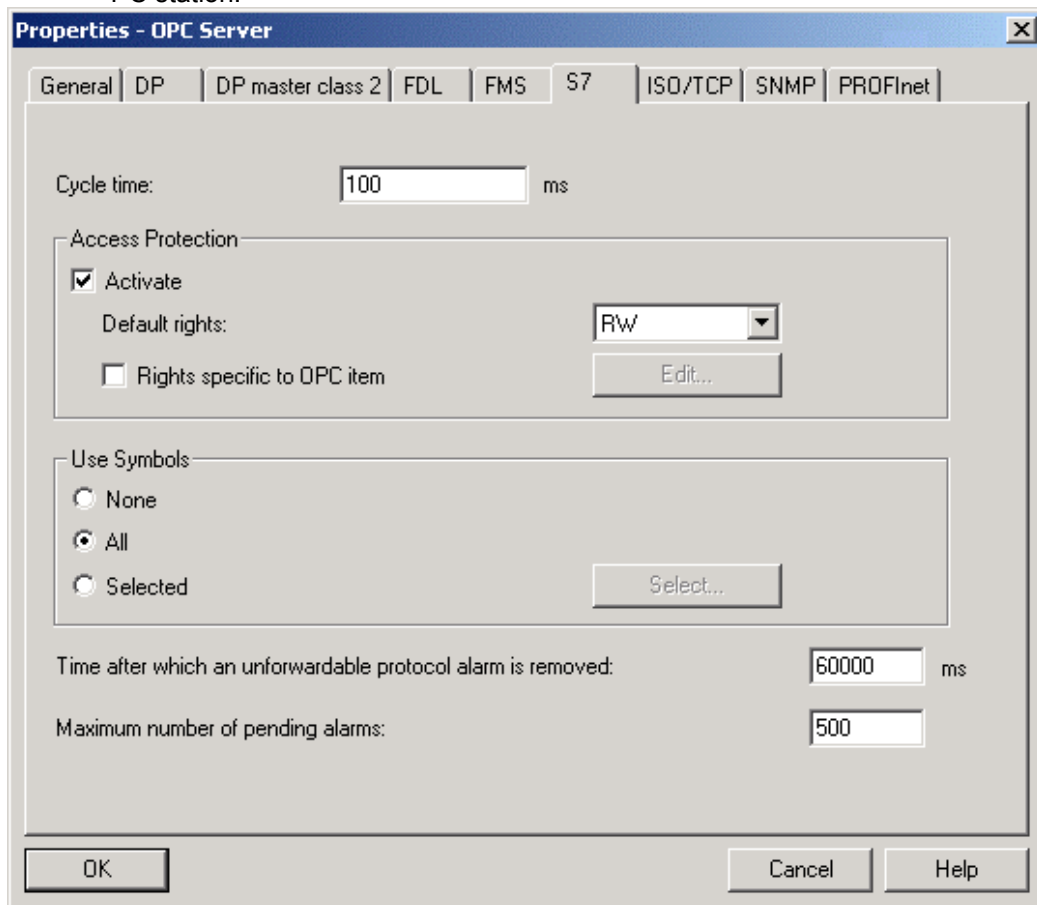 PC station.
Properties - OPC Server
General DP DP master class 2 FDL FMS S7 ISO/TCP SNMP PROFInet
Cycle time: 100 ms
Access Protection
Activate
Default rights: RW
Rights specific to OPC item Edit...
Use Symbols
None
All
Selected Select...
Time after which an unforwardable protocol alarm is removed: 60000 ms
Maximum number of pending alarms: 500
OK Cancel Help